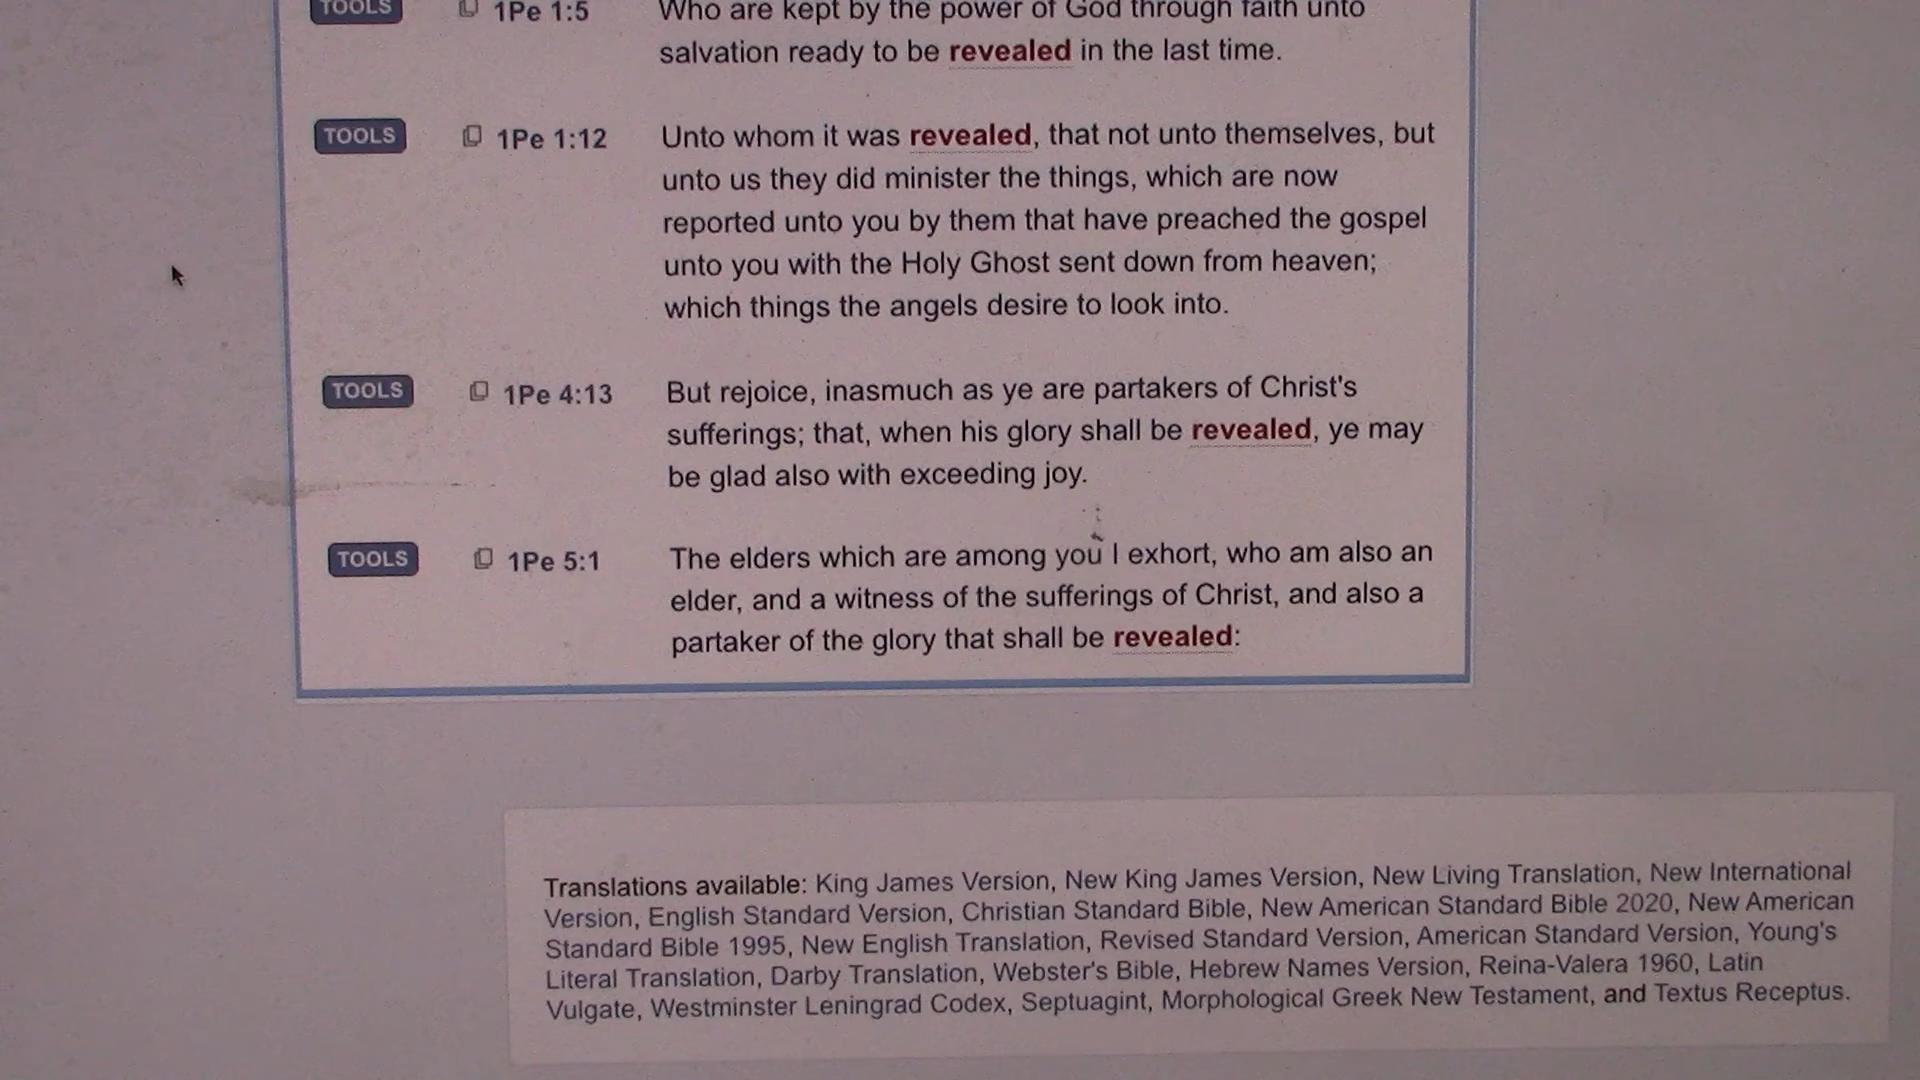 TOOLS 1Pe 1:5 Who are kept by the power of God through faith unto
salvation ready to be revealed in the last time.
TOOLS 1Pe 1:12 Unto whom it was revealed, that not unto themselves, but
unto us they did minister the things, which are now
reported unto you by them that have preached the gospel
unto you with the Holy Ghost sent down from heaven;
which things the angels desire to look into.
TOOLS 1Pe 4:13 But rejoice, inasmuch as ye are partakers of Christ's
sufferings; that, when his glory shall be revealed, ye may
be glad also with exceeding joy.
TOOLS 1Pe 5:1 The elders which are among you I exhort, who am also an
elder, and a witness of the sufferings of Christ, and also a
partaker of the glory that shall be revealed:
Translations available: King James Version, New King James Version, New Living Translation, New International
Version, English Standard Version, Christian Standard Bible, New American Standard Bible 2020, New American
Standard Bible 1995, New English Translation, Revised Standard Version, American Standard Version, Young's
Literal Translation, Darby Translation, Webster's Bible, Hebrew Names Version, Reina-Valera 1960, Latin
Vulgate, Westminster Leningrad Codex, Septuagint, Morphological Greek New Testament, and Textus Receptus.